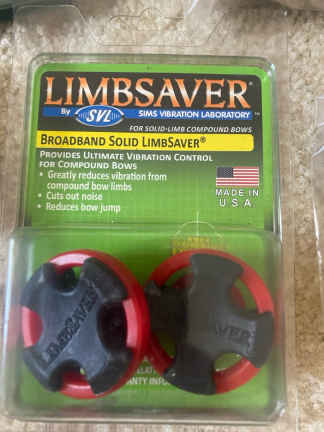 LIMBSAVER®
By SVL SIMS VIBRATION LABORATORY™
FOR SOLID-LIMB COMPOUND BOWS
BROADBAND SOLID LIMBSAVER®
PROVIDES ULTIMATE VIBRATION CONTROL
FOR COMPOUND BOWS
• Greatly reduces vibration from
compound bow limbs
• Cuts out noise
• Reduces bow jump
MADE IN
U.S.A.
LIMBSAVER
SAVER